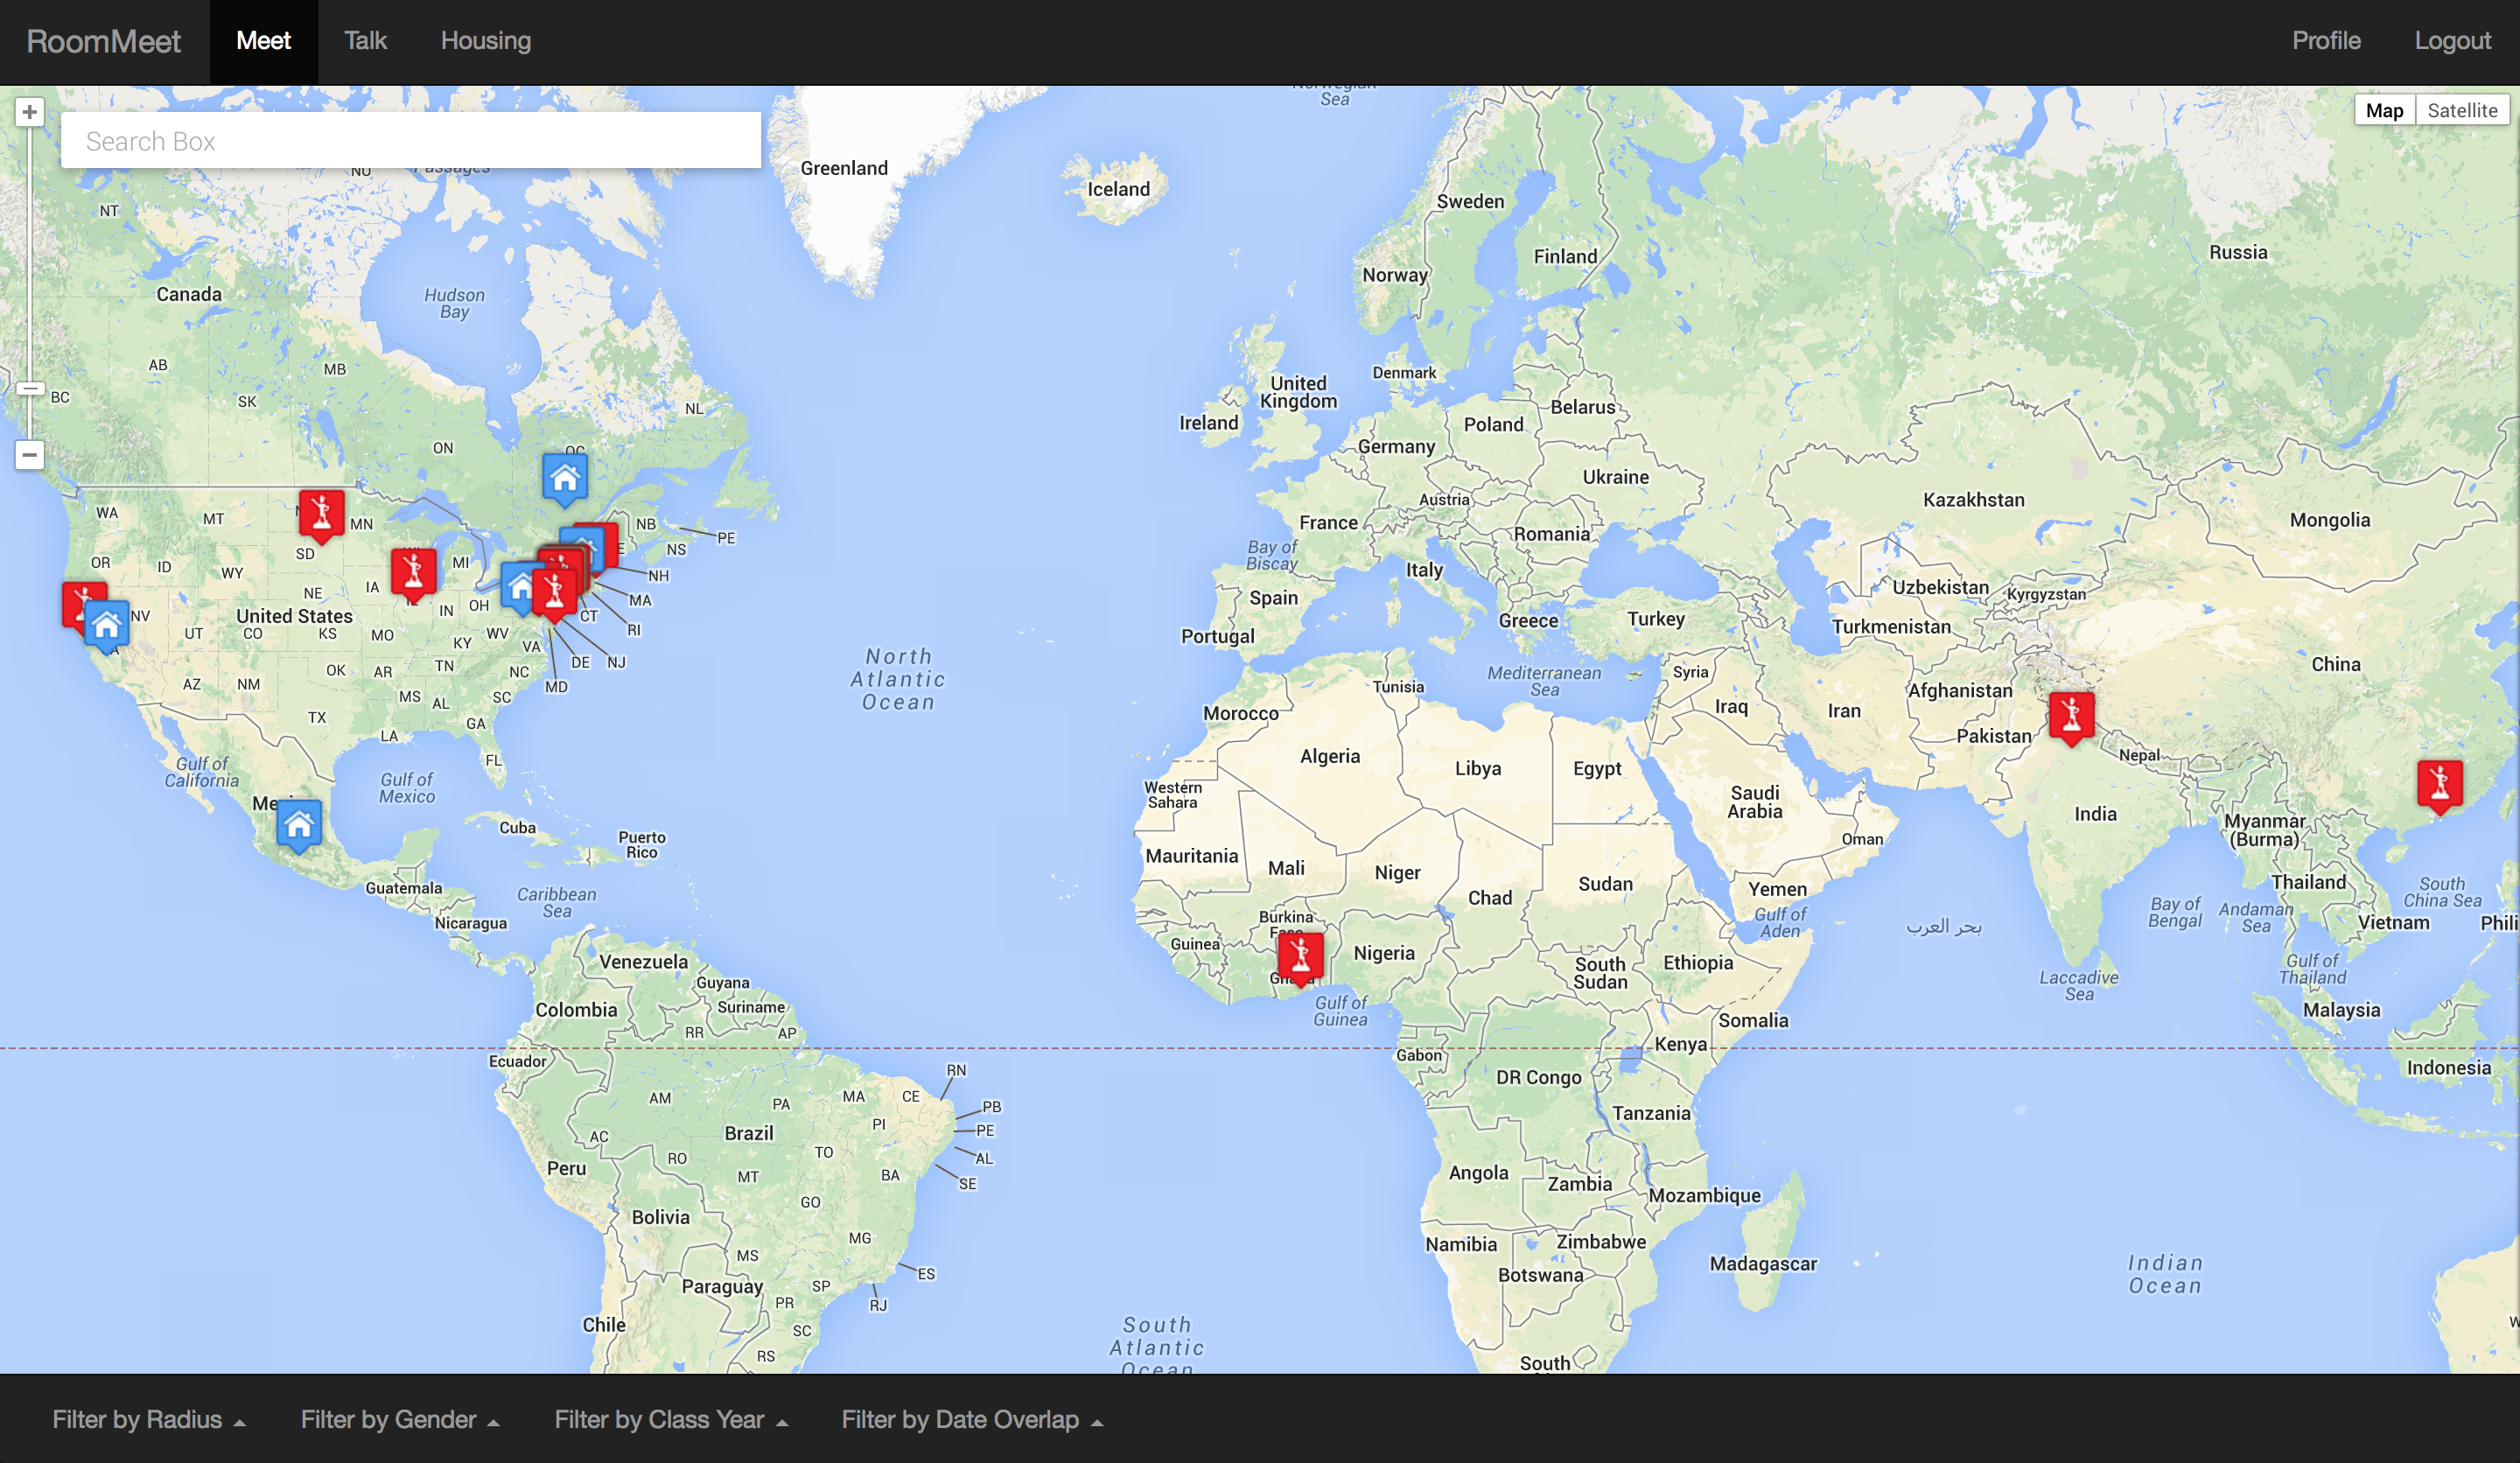 RoomMeet
Meet
Talk
Housing
Profile
Logout
Search Box
Map
Satellite
Norwegian
Sea
Greenland
Iceland
Sweden
Finland
Norway
Russia
NU
Passages
NT
Canada
Hudson
Bay
AB
MB
BC
SK
NL
ON
QC
Denmark
United
Kingdom
Ireland
Belarus
Poland
Germany
Ukraine
Austria
Kazakhstan
Mongolia
France
Romania
WA
MT
MN
NB
PE
NS
SD
OR
ID
WY
MI
NH
Bay of
Biscay
Italy
NE
IA
IN
OH
MA
Spain
Uzbekistan
Kyrgyzstan
NV
United States
CT
RI
Greece
Turkey
Turkmenistan
UT
CO
KS
MO
KY
WV
VA
Portugal
OK
AR
TN
NC
DE
NJ
MD
AZ
NM
MS
AL
SC
North
Atlantic
Ocean
Mediterranean
Sea
Syria
Tunisia
Afghanistan
China
TX
LA
GA
FL
Morocco
Iraq
Iran
Pakistan
Nepal
Gulf of
California
Gulf of
Mexico
Algeria
Libya
Egypt
Western
Sahara
Saudi
Arabia
India
Cuba
Puerto
Rico
Myanmar
(Burma)
Oman
Mauritania
Mali
Niger
Chad
Sudan
Yemen
Thailand
Guatemala
Caribbean
Sea
Nicaragua
Gulf of
Aden
بحر العرب
Bay of
Bengal
Andaman
Sea
South
China Sea
Vietnam
Phili
Burkina
Faso
Guinea
Nigeria
Ghana
Gulf of
Guinea
South
Sudan
Ethiopia
Laccadive
Sea
Gulf of
Thailand
Malaysia
Venezuela
Guyana
Suriname
Colombia
RR
AP
Somalia
Ecuador
Gabon
Kenya
Indonesia
DR Congo
RN
AM
PA
MA
CE
PB
PI
PE
Tanzania
AC
Brazil
RO
TO
AL
Peru
MT
BA
SE
Angola
Zambia
Mozambique
GO
Bolivia
MG
Namibia
Zimbabwe
Madagascar
MS
ES
Botswana
Indian
Ocean
Paraguay
SP
PR
RJ
Chile
SC
RS
South
Atlantic
Ocean
South
Filter by Radius
Filter by Gender
Filter by Class Year
Filter by Date Overlap